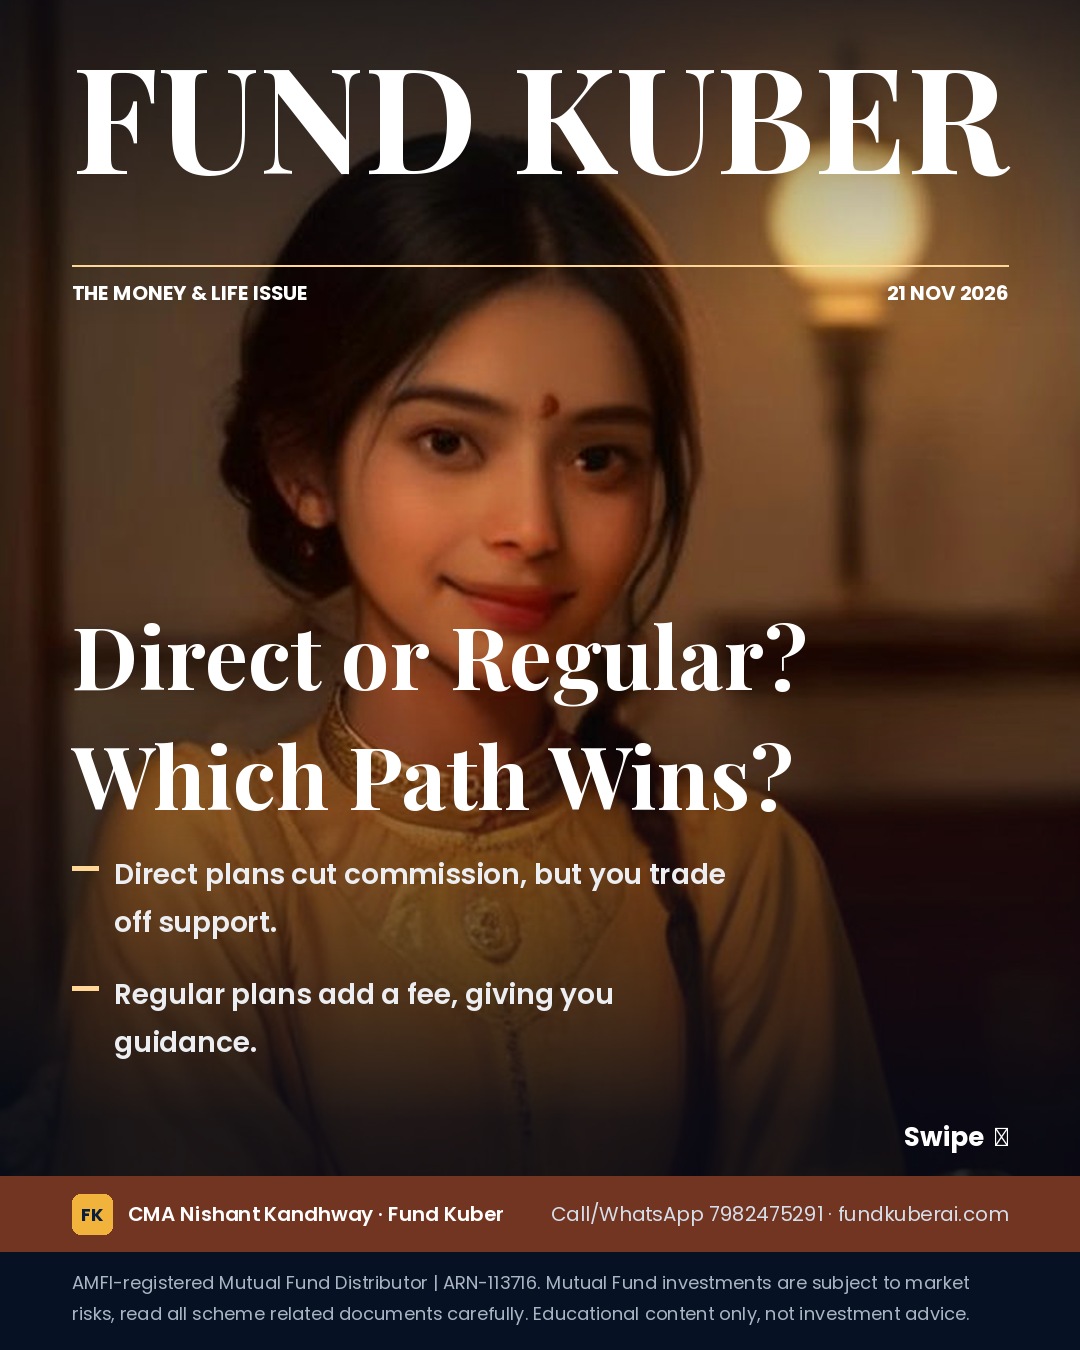 FUND KUBER
THE MONEY & LIFE ISSUE
21 NOV 2026
Direct or Regular?
Which Path Wins?
Direct plans cut commission, but you trade
off support.
Regular plans add a fee, giving you
guidance.
Swipe
FK
CMA Nishant Kandhway · Fund Kuber
Call/WhatsApp 7982475291 · fundkuberai.com
AMFI-registered Mutual Fund Distributor | ARN-113716. Mutual Fund investments are subject to market
risks, read all scheme related documents carefully. Educational content only, not investment advice.